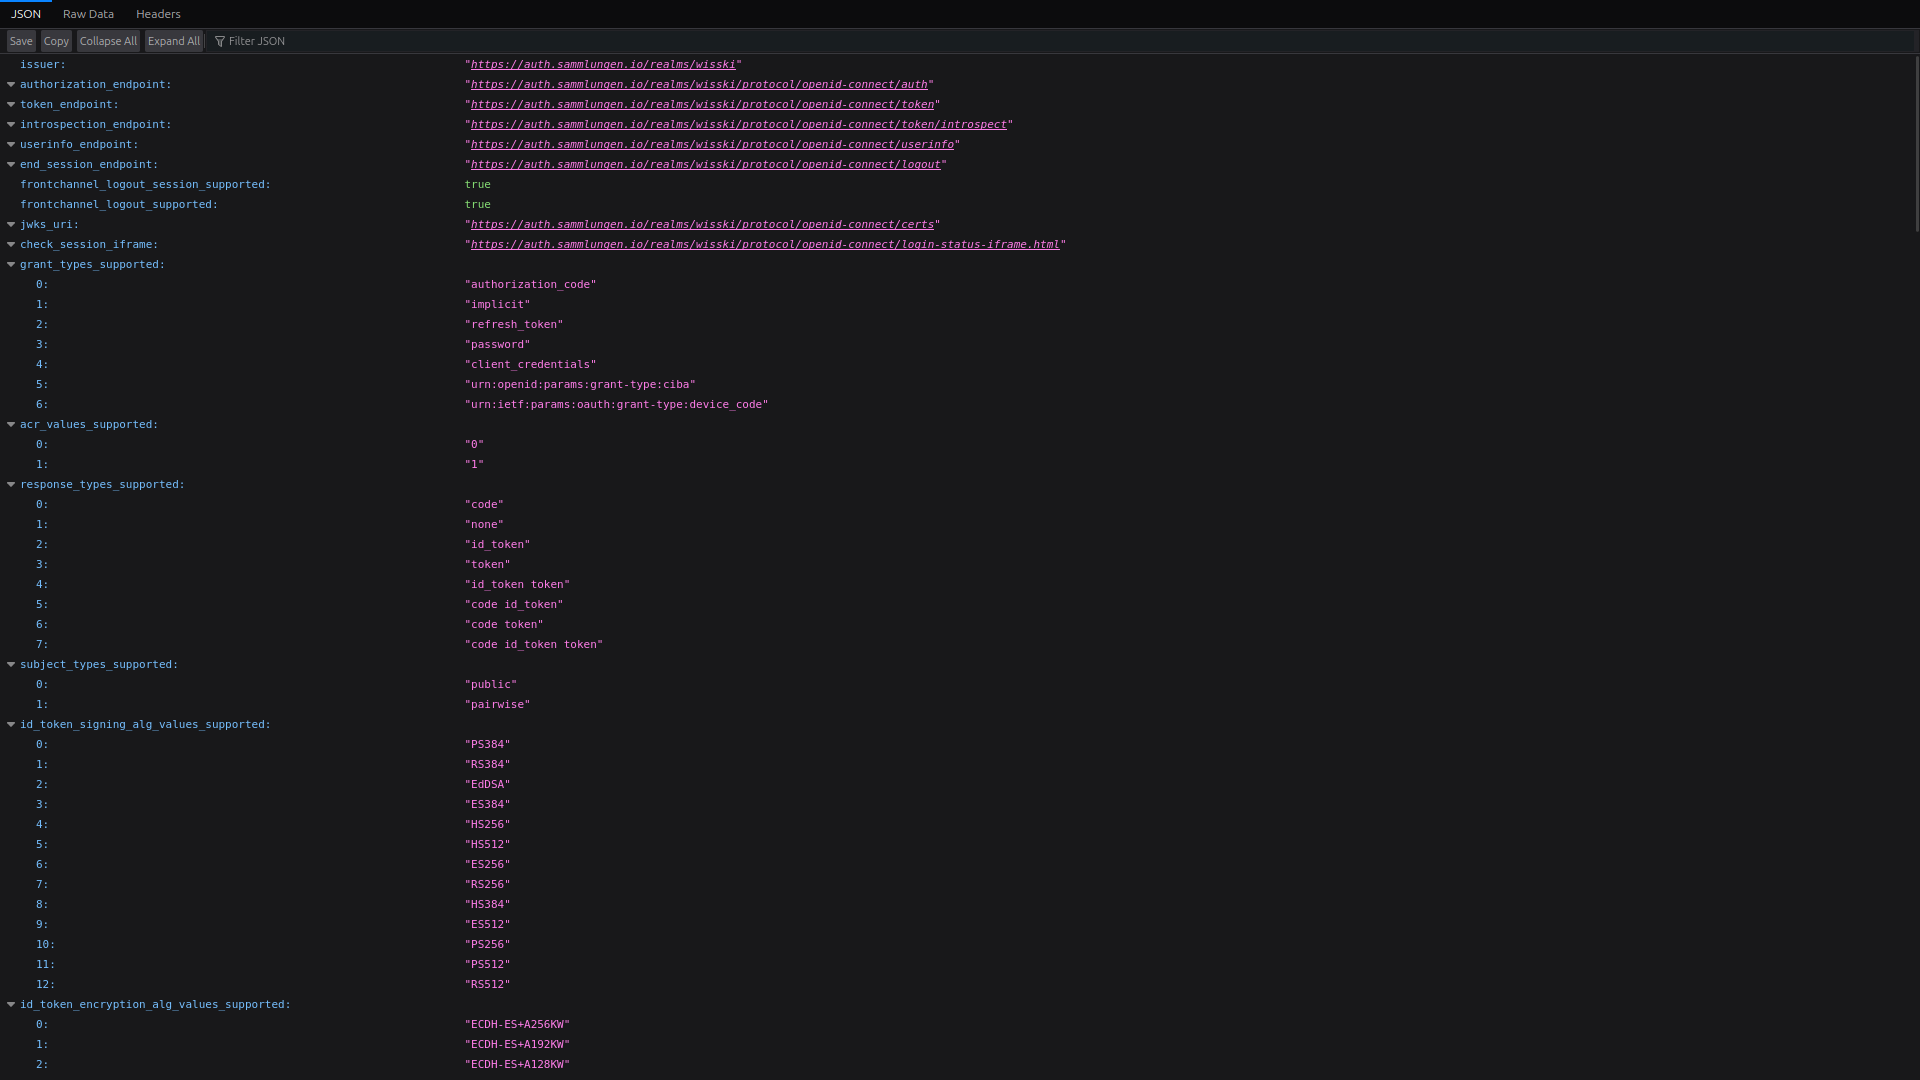 JSON Raw Data Headers
Save Copy Collapse All Expand All Filter JSON
issuer: "https://auth.sammlungen.io/realms/wisski"
authorization_endpoint: "https://auth.sammlungen.io/realms/wisski/protocol/openid-connect/auth"
token_endpoint: "https://auth.sammlungen.io/realms/wisski/protocol/openid-connect/token"
introspection_endpoint: "https://auth.sammlungen.io/realms/wisski/protocol/openid-connect/token/introspect"
userinfo_endpoint: "https://auth.sammlungen.io/realms/wisski/protocol/openid-connect/userinfo"
end_session_endpoint: "https://auth.sammlungen.io/realms/wisski/protocol/openid-connect/logout"
frontchannel_logout_session_supported: true
frontchannel_logout_supported: true
jwks_uri: "https://auth.sammlungen.io/realms/wisski/protocol/openid-connect/certs"
check_session_iframe: "https://auth.sammlungen.io/realms/wisski/protocol/openid-connect/login-status-iframe.html"
grant_types_supported:
0: "authorization_code"
1: "implicit"
2: "refresh_token"
3: "password"
4: "client_credentials"
5: "urn:openid:params:grant-type:ciba"
6: "urn:ietf:params:oauth:grant-type:device_code"
acr_values_supported:
0: "0"
1: "1"
response_types_supported:
0: "code"
1: "none"
2: "id_token"
3: "token"
4: "id_token token"
5: "code id_token"
6: "code token"
7: "code id_token token"
subject_types_supported:
0: "public"
1: "pairwise"
id_token_signing_alg_values_supported:
0: "PS384"
1: "RS384"
2: "EdDSA"
3: "ES384"
4: "HS256"
5: "HS512"
6: "ES256"
7: "RS256"
8: "HS384"
9: "ES512"
10: "PS256"
11: "PS512"
12: "RS512"
id_token_encryption_alg_values_supported:
0: "ECDH-ES+A256KW"
1: "ECDH-ES+A192KW"
2: "ECDH-ES+A128KW"